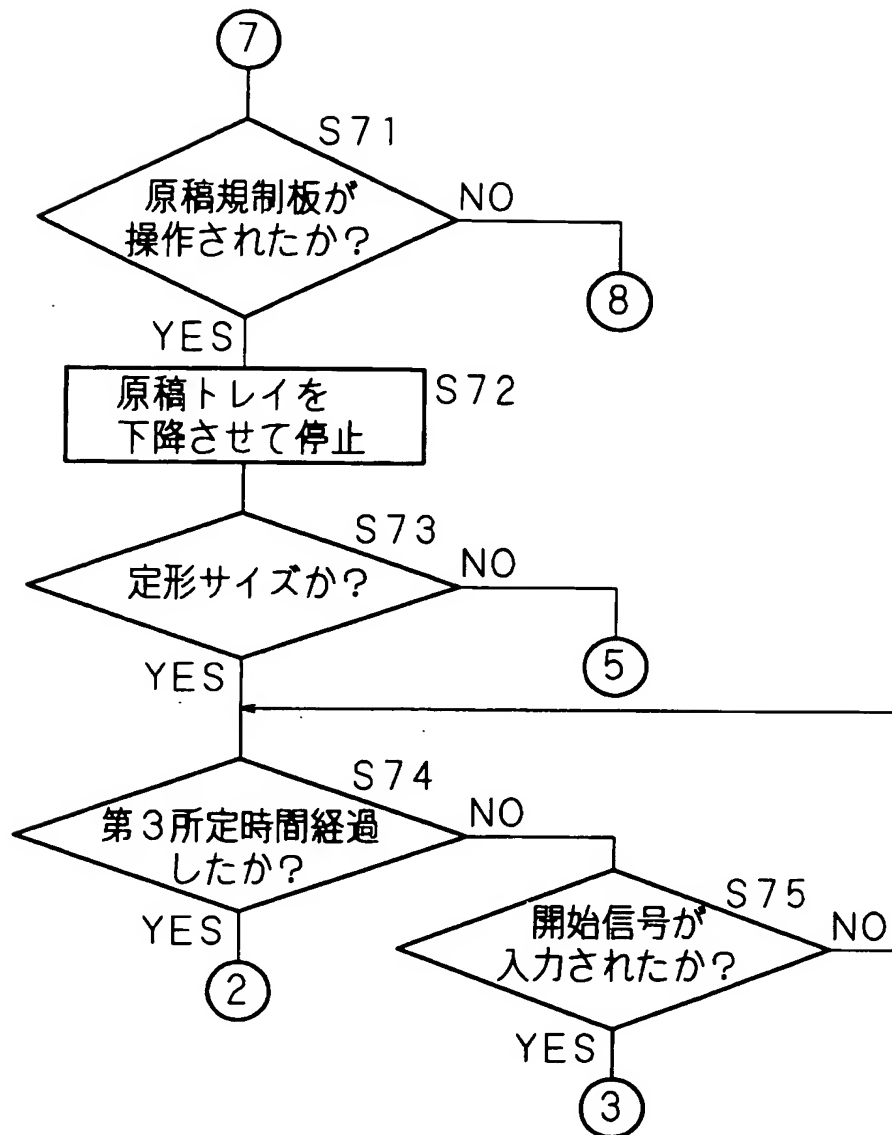 7
S71
原稿規制板が
操作されたか?
NO
8
YES
原稿トレイを
下降させて停止
S72
S73
定形サイズか?
NO
5
YES
S74
第3所定時間経過
したか?
NO
YES
2
S75
開始信号が
入力されたか?
NO
YES
3